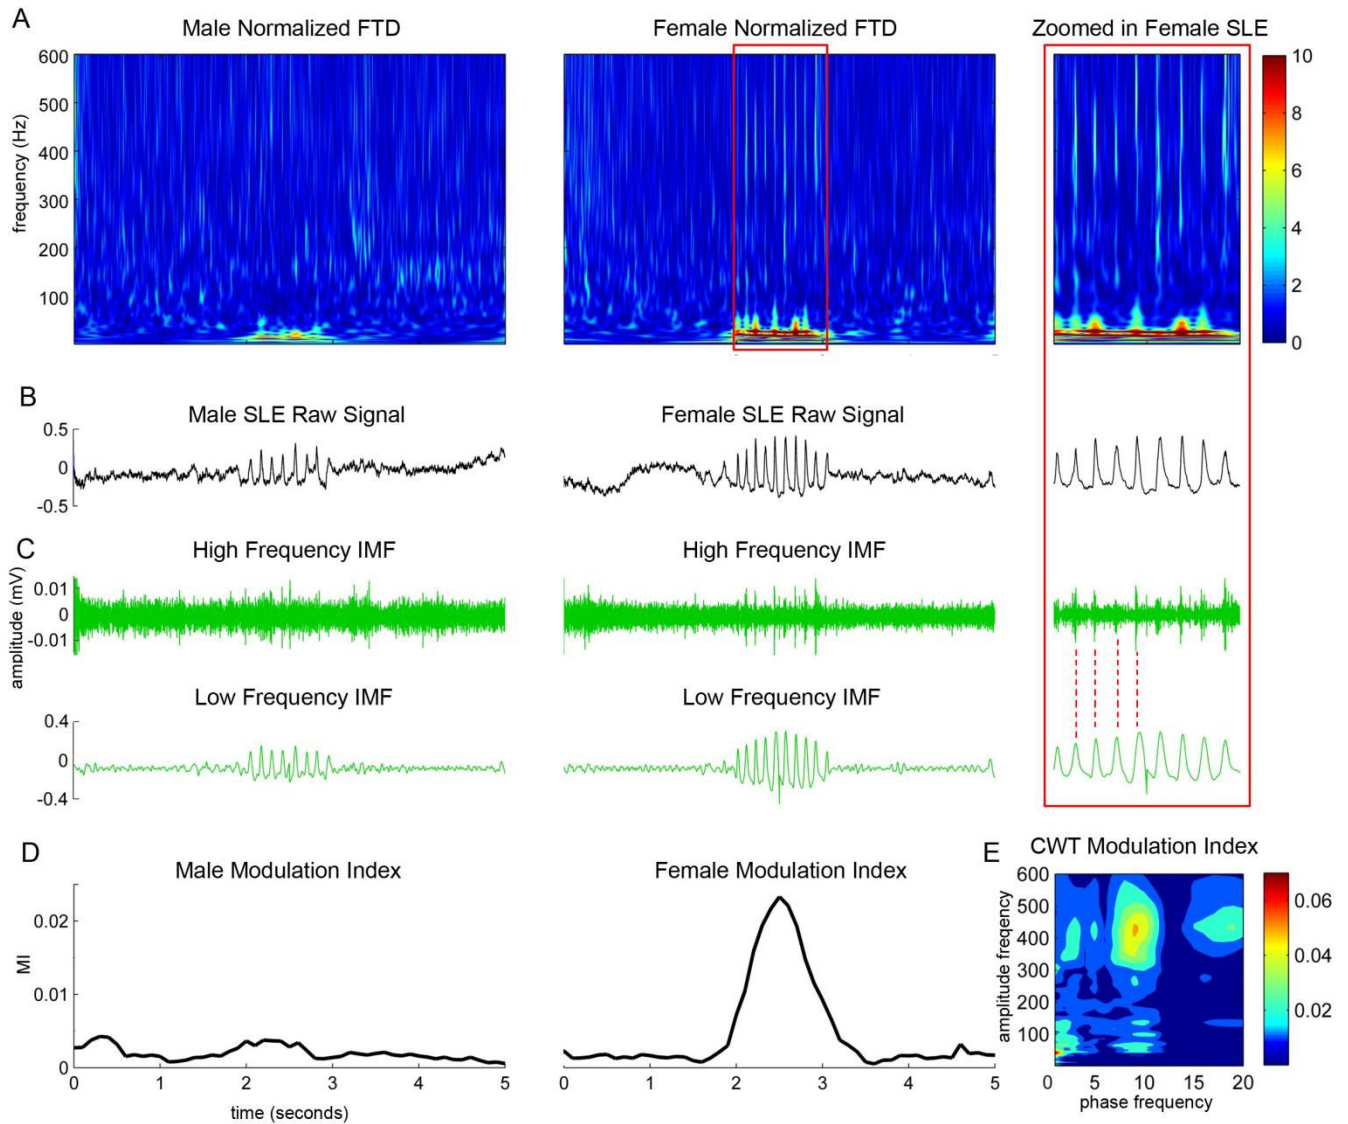 A
Male Normalized FTD
Female Normalized FTD
Zoomed in Female SLE
frequency (Hz)
600
500
400
300
200
100
10
8
6
4
2
0
B
Male SLE Raw Signal
Female SLE Raw Signal
0.5
0
-0.5
C
High Frequency IMF
High Frequency IMF
amplitude (mV)
0.01
0
-0.01
Low Frequency IMF
Low Frequency IMF
0.4
0
-0.4
D
Male Modulation Index
Female Modulation Index
MI
0.02
0.01
0
0 1 2 3 4 5
time (seconds)
0 1 2 3 4 5
E
CWT Modulation Index
amplitude freqency
600
500
400
300
200
100
0 5 10 15 20
phase frequency
0.06
0.04
0.02